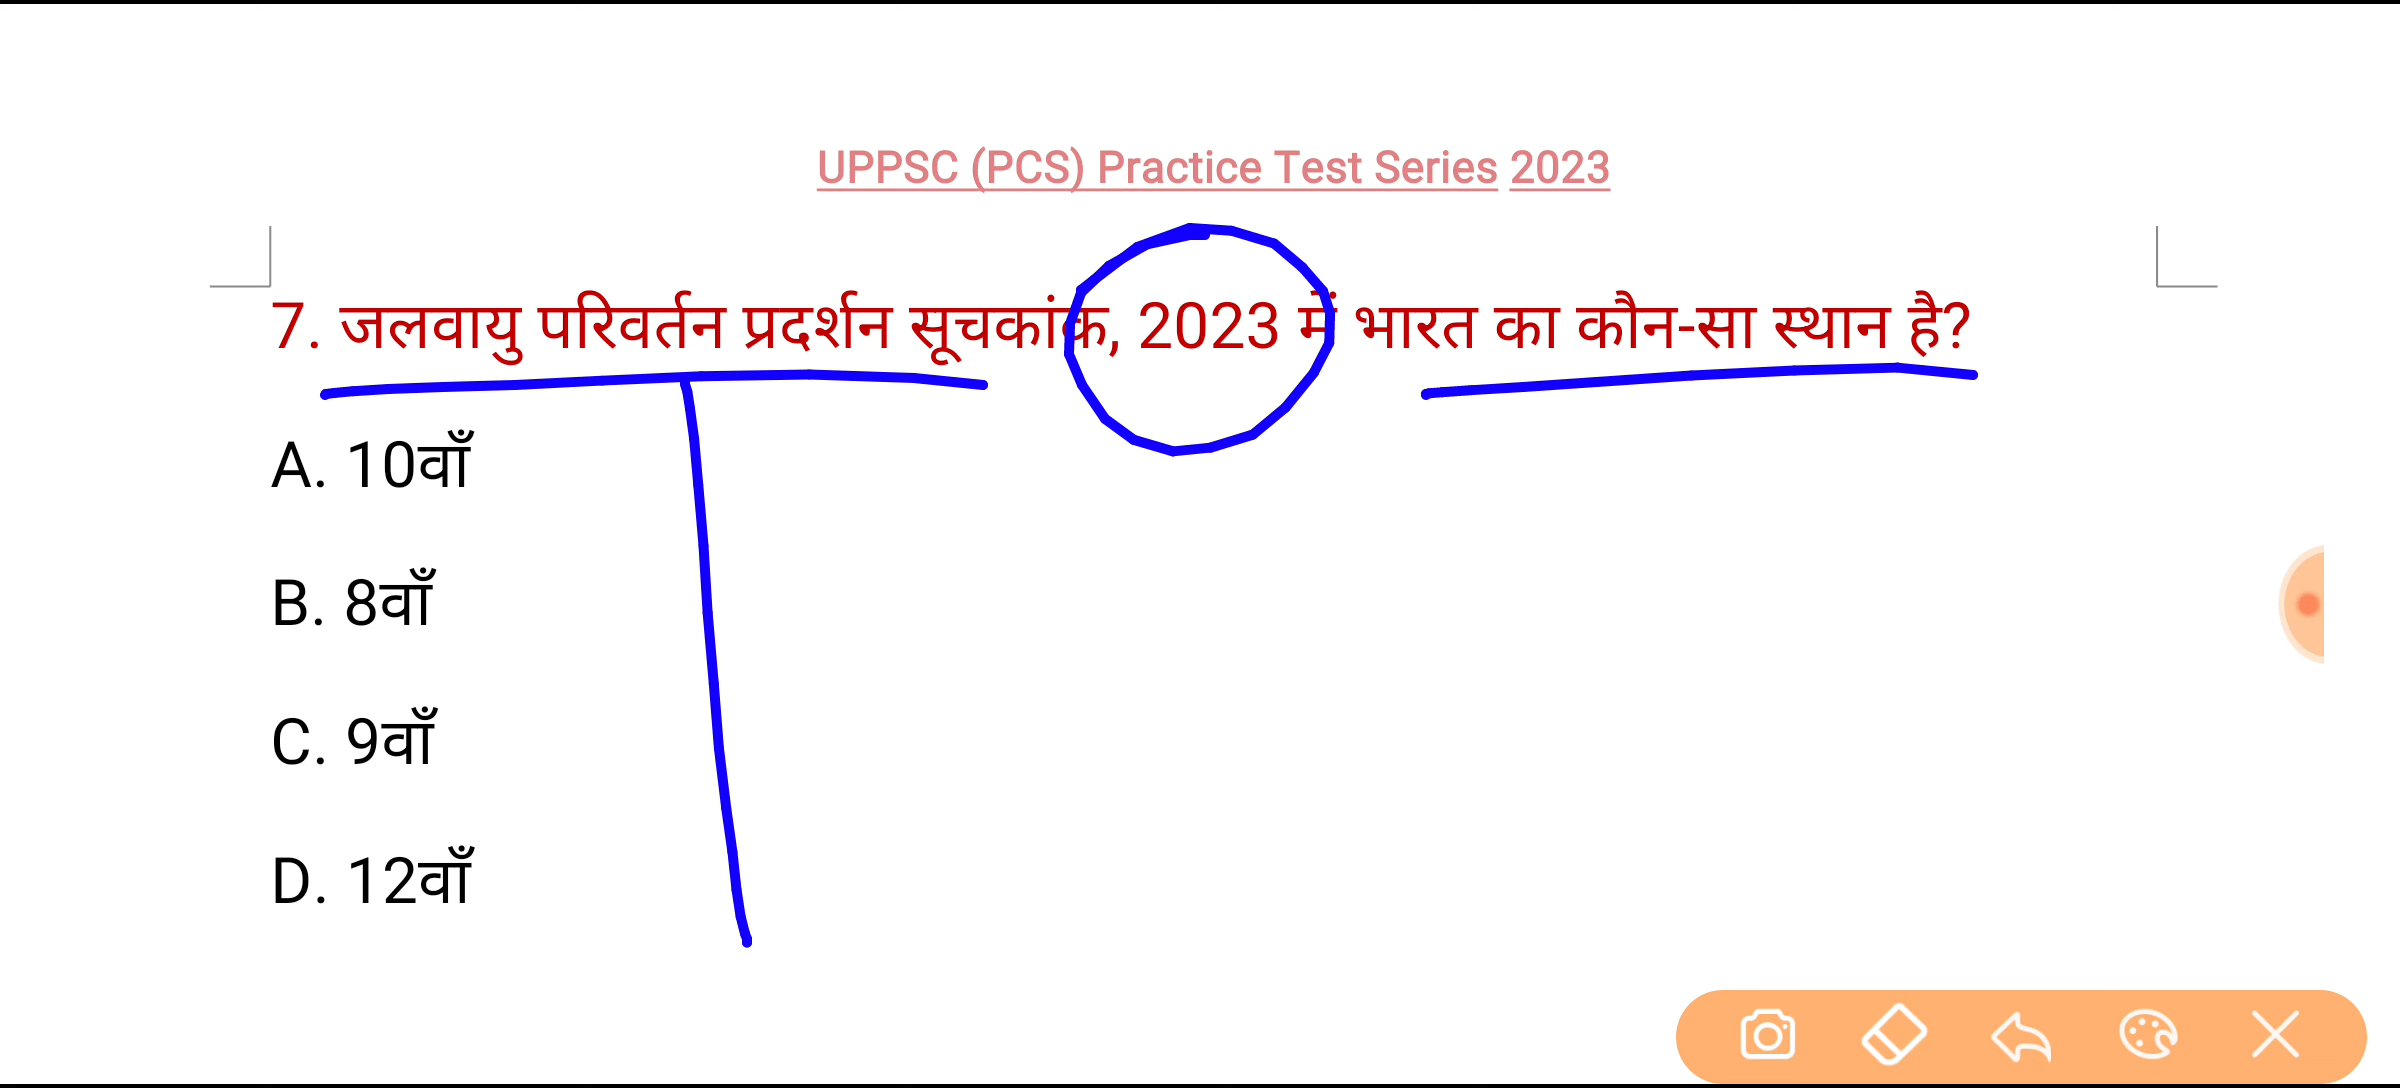 UPPSC (PCS) Practice Test Series 2023
7. जलवायु परिवर्तन प्रदर्शन सूचकांक, 2023 में भारत का कौन-सा स्थान है?
A. 10वाँ
B. 8वाँ
C. 9वाँ
D. 12वाँ